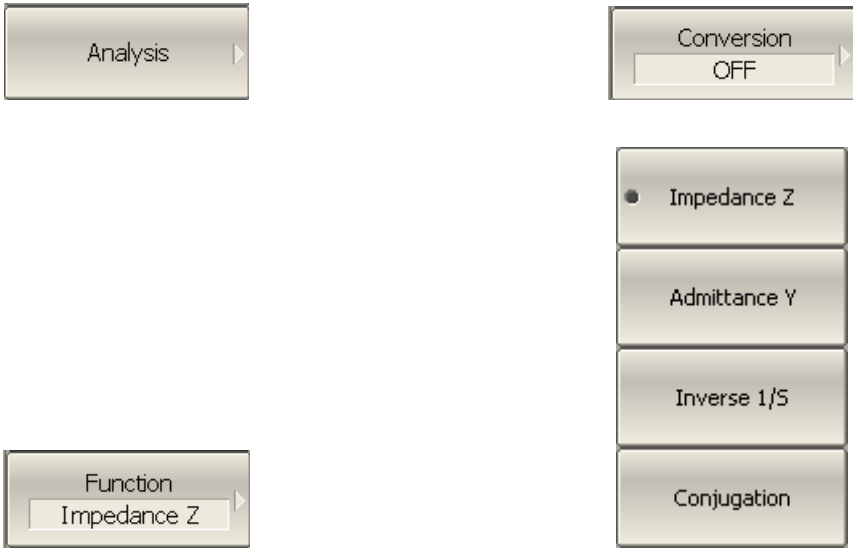 Analysis
Conversion
OFF
Impedance Z
Admittance Y
Inverse 1/S
Function
Impedance Z
Conjugation